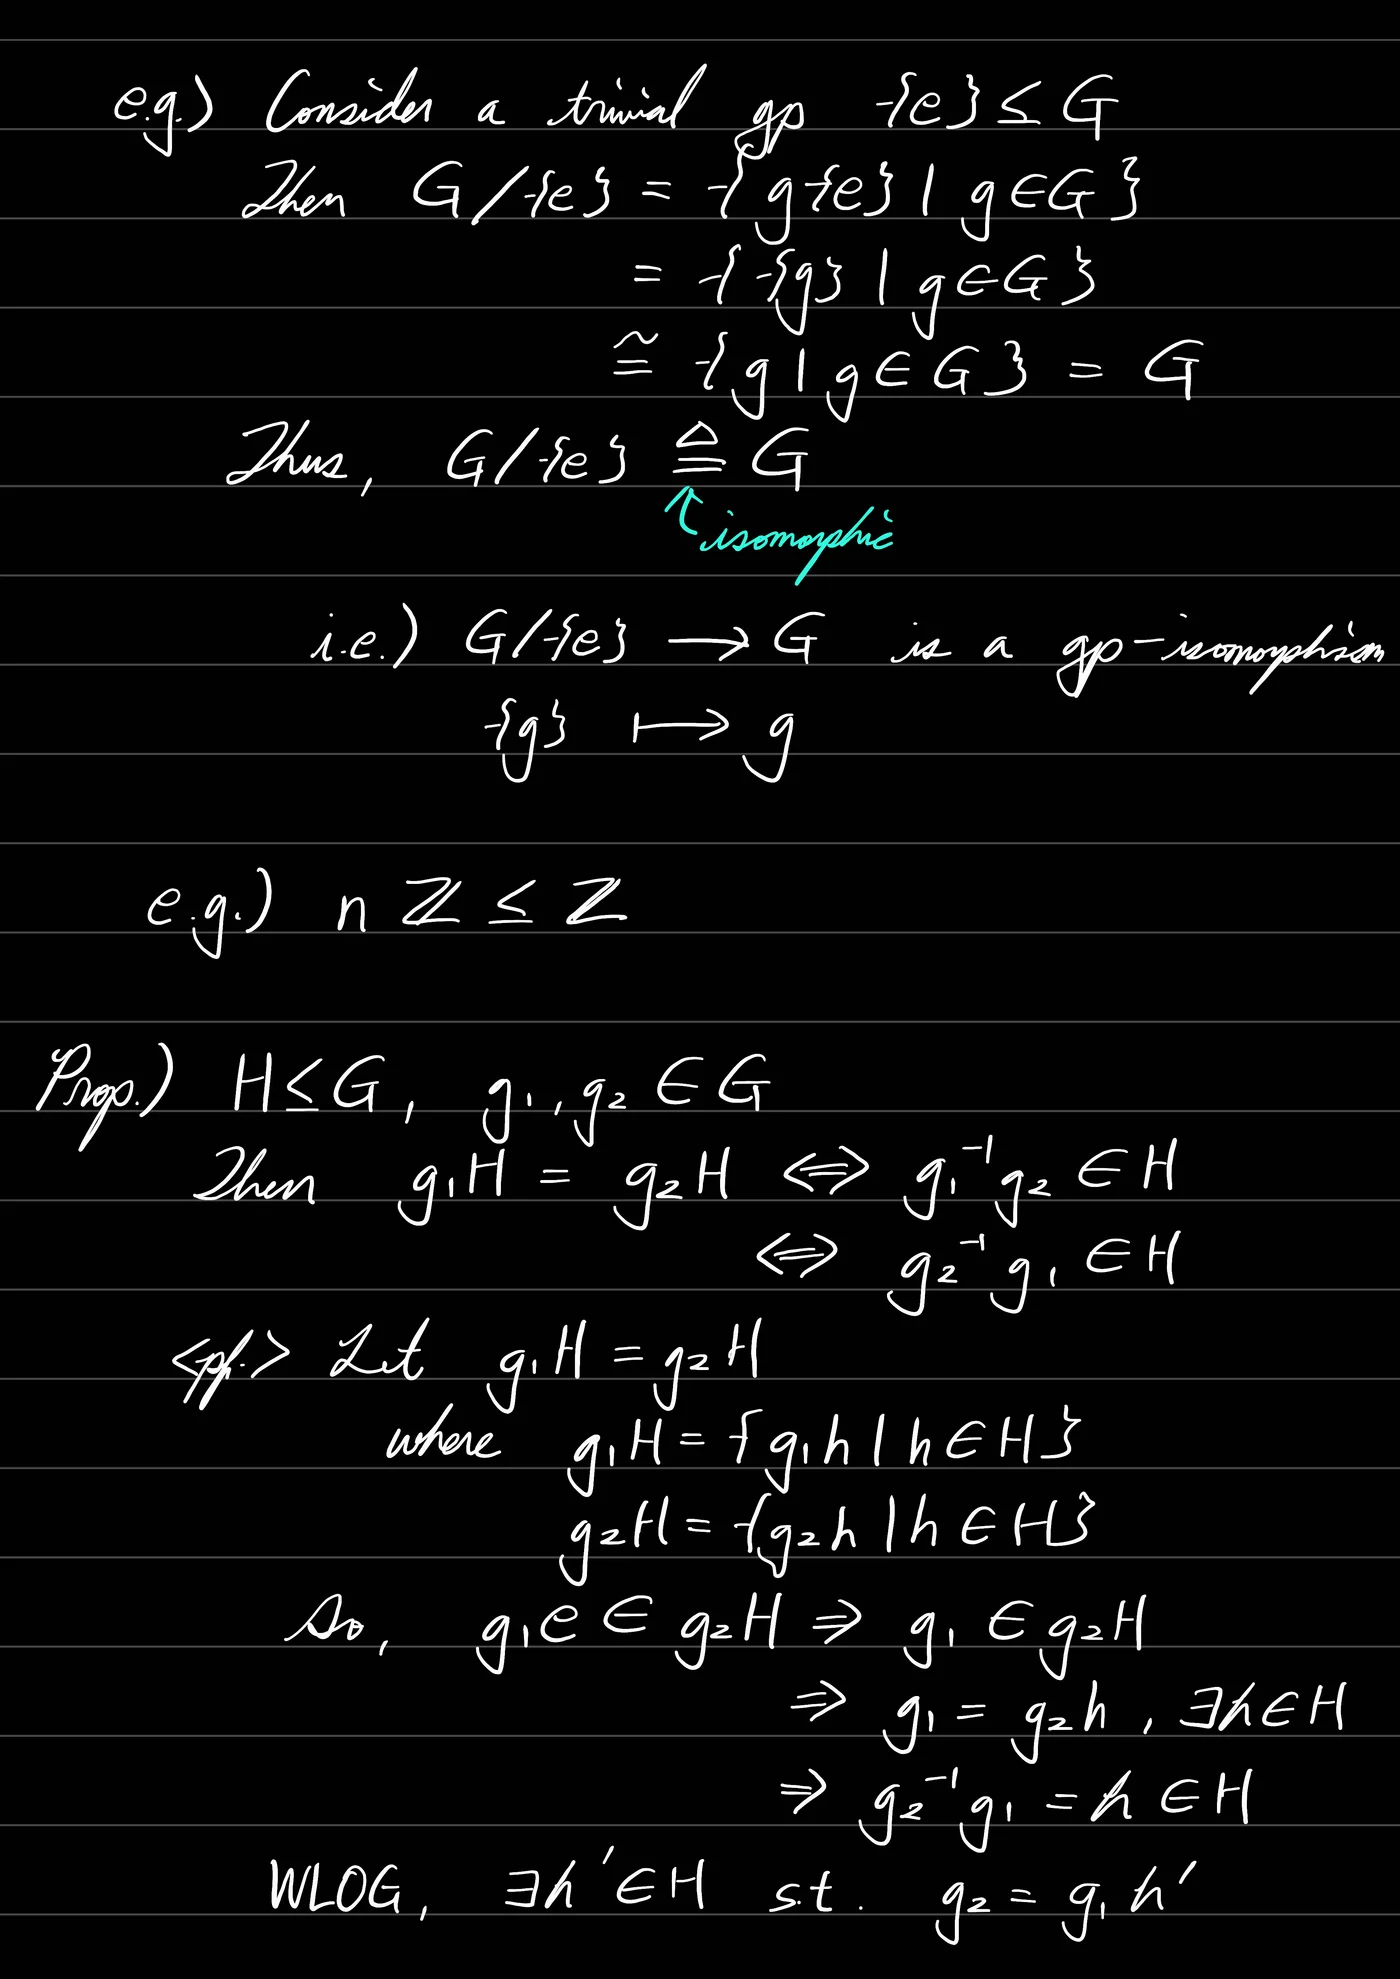 e.g.) Consider a trivial gp {e} ≤ G
Then G/{e} = { g{e} | g ∈ G }
= { {g} | g ∈ G }
≅ { g | g ∈ G } = G
Thus, G/{e} ≅ G
↑ isomorphic
i.e.) G/{e} → G is a gp-isomorphism
{g} ↦ g
e.g.) n ℤ ≤ ℤ
Prop.) H ≤ G, g₁, g₂ ∈ G
Then g₁H = g₂H ⇔ g₁⁻¹g₂ ∈ H
⇔ g₂⁻¹g₁ ∈ H
<pf.> Let g₁H = g₂H
where g₁H = { g₁h | h ∈ H }
g₂H = { g₂h | h ∈ H }
So, g₁e ∈ g₂H ⇒ g₁ ∈ g₂H
⇒ g₁ = g₂h, ∃h ∈ H
⇒ g₂⁻¹g₁ = h ∈ H
WLOG, ∃h′ ∈ H s.t. g₂ = g₁h′